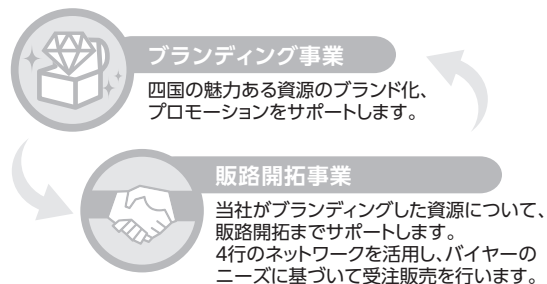 ブランディング事業
四国の魅力ある資源のブランド化、
プロモーションをサポートします。
販路開拓事業
当社がブランディングした資源について、
販路開拓までサポートします。
4行のネットワークを活用し、バイヤーの
ニーズに基づいて受注販売を行います。